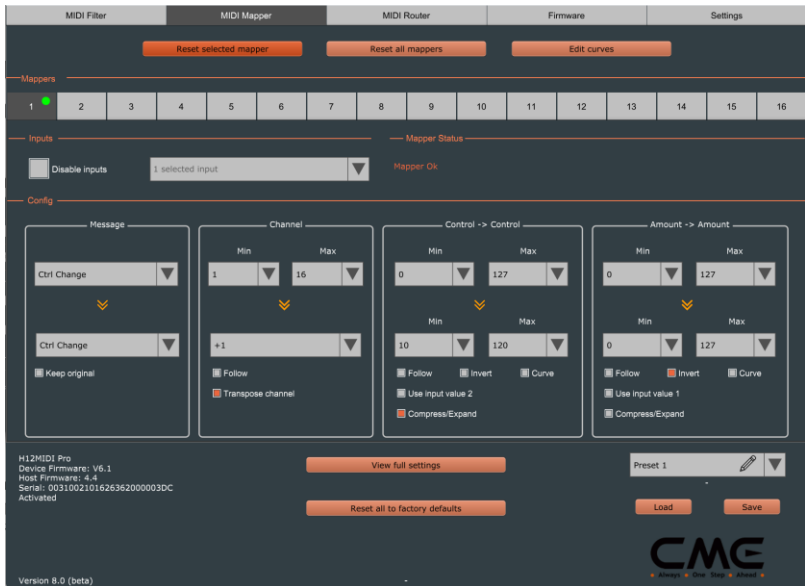 MIDI Filter MIDI Mapper MIDI Router Firmware Settings
Reset selected mapper Reset all mappers Edit curves
Mappers
1 2 3 4 5 6 7 8 9 10 11 12 13 14 15 16
Inputs Mapper Status
Disable inputs 1 selected input Mapper Ok
Config
Message Channel Control -> Control Amount -> Amount
Min Max Min Max Min Max
Ctrl Change 1 16 0 127 0 127
Min Max Min Max
Ctrl Change +1 10 120 0 127
Keep original Follow Follow Invert Curve Follow Invert Curve
Transpose channel Use input value 2 Use input value 1
Compress/Expand Compress/Expand
H12MIDI Pro
Device Firmware: V6.1
Host Firmware: 4.4
Serial: 0031002101626362000003DC
Activated
View full settings Preset 1
-
Reset all to factory defaults Load Save
CME
Always One Step Ahead
Version 8.0 (beta) -